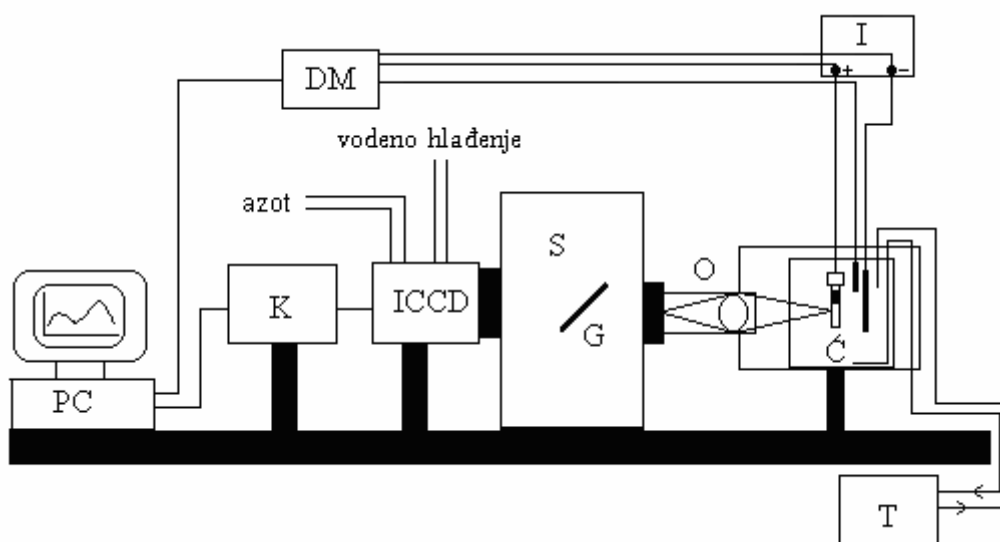 I
+ −
DM
vodeno hlađenje
azot
S
O
K
ICCD
G
Ć
PC
T